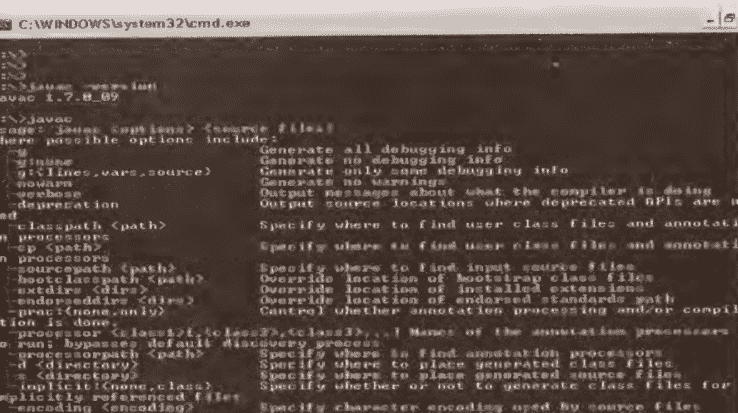 C:\WINDOWS\system32\cmd.exe
:\>
:\>
:\>javac -version
avac 1.7.0_09
:\>javac
sage: javac <options> <source files>
here possible options include:
-g Generate all debugging info
-g:none Generate no debugging info
-g:{lines,vars,source} Generate only some debugging info
-nowarn Generate no warnings
-verbose Output messages about what the compiler is doing
-deprecation Output source locations where deprecated APIs are u
ed
-classpath <path> Specify where to find user class files and annotati
n processors
-cp <path> Specify where to find user class files and annotati
n processors
-sourcepath <path> Specify where to find input source files
-bootclasspath <path> Override location of bootstrap class files
-extdirs <dirs> Override location of installed extensions
-endorseddirs <dirs> Override location of endorsed standards path
-proc:{none,only} Control whether annotation processing and/or compil
tion is done.
-processor <class1>[,<class2>,<class3>...] Names of the annotation processors
o run; bypasses default discovery process
-processorpath <path> Specify where to find annotation processors
-d <directory> Specify where to place generated class files
-s <directory> Specify where to place generated source files
-implicit:{none,class} Specify whether or not to generate class files for
mplicitly referenced files
-encoding <encoding> Specify character encoding used by source files